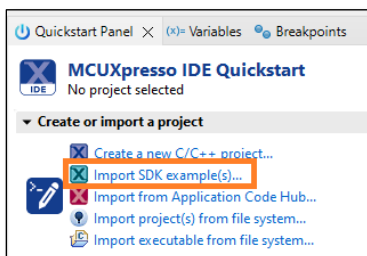 Quickstart Panel (x)= Variables Breakpoints
MCUXpresso IDE Quickstart
IDE No project selected
Create or import a project
Create a new C/C++ project...
Import SDK example(s)...
Import from Application Code Hub...
Import project(s) from file system...
Import executable from file system...